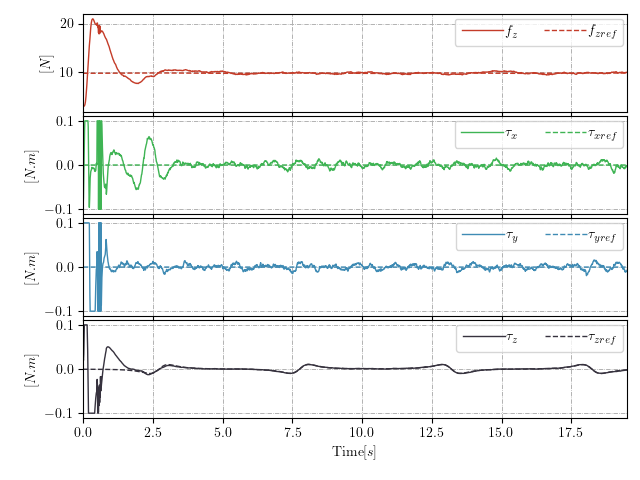 20
10
[N]
f_z f_zref
0.1
0.0
−0.1
[N.m]
τ_x τ_xref
0.1
0.0
−0.1
[N.m]
τ_y τ_yref
0.1
0.0
−0.1
[N.m]
τ_z τ_zref
0.0 2.5 5.0 7.5 10.0 12.5 15.0 17.5
Time[s]